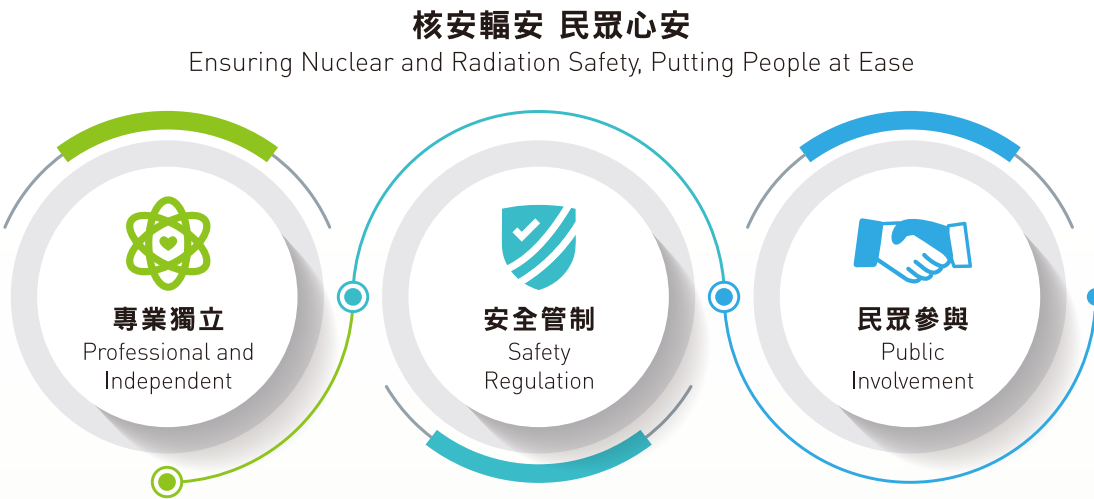 核安輻安 民眾心安
Ensuring Nuclear and Radiation Safety, Putting People at Ease
專業獨立
Professional and
Independent
安全管制
Safety
Regulation
民眾參與
Public
Involvement